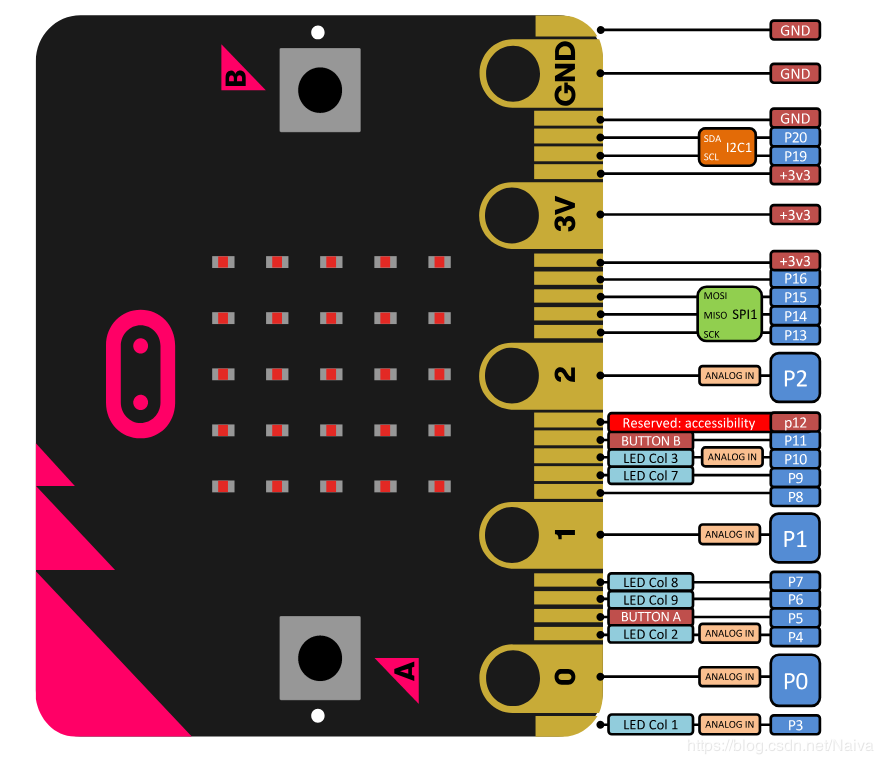 GND
GND
GND
SDA
I2C1
SCL
P20
P19
+3v3
+3v3
+3v3
P16
MOSI
MISO SPI1
SCK
P15
P14
P13
ANALOG IN P2
Reserved: accessibility p12
BUTTON B P11
LED Col 3 ANALOG IN P10
LED Col 7 P9
P8
ANALOG IN P1
LED Col 8 P7
LED Col 9 P6
BUTTON A P5
LED Col 2 ANALOG IN P4
ANALOG IN P0
LED Col 1 ANALOG IN P3
B
GND
3V
2
1
0
A
https://blog.csdn.net/Naiva